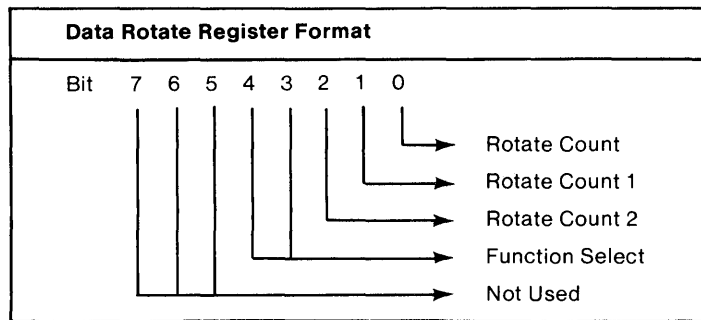 Data Rotate Register Format
Bit 7 6 5 4 3 2 1 0
Rotate Count
Rotate Count 1
Rotate Count 2
Function Select
Not Used